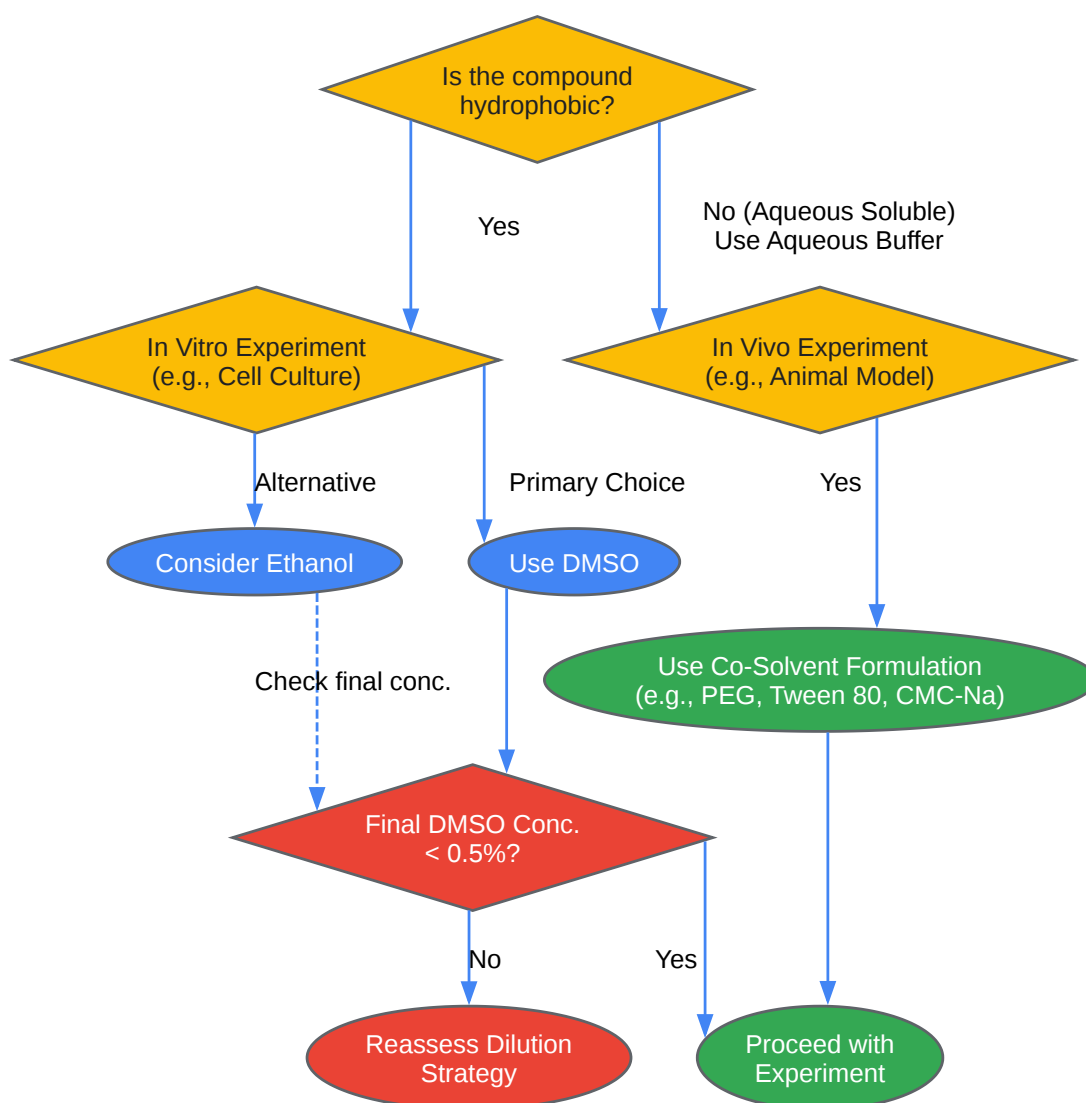 Is the compound
hydrophobic?
Yes
No (Aqueous Soluble)
Use Aqueous Buffer
In Vitro Experiment
(e.g., Cell Culture)
In Vivo Experiment
(e.g., Animal Model)
Alternative
Primary Choice
Yes
Consider Ethanol
Use DMSO
Check final conc.
Use Co-Solvent Formulation
(e.g., PEG, Tween 80, CMC-Na)
Final DMSO Conc.
< 0.5%?
No
Yes
Reassess Dilution
Strategy
Proceed with
Experiment